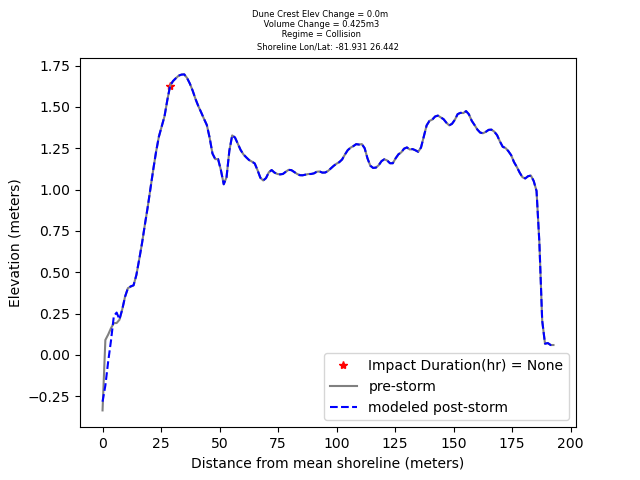 Dune Crest Elev Change = 0.0m
Volume Change = 0.425m3
Regime = Collision
Shoreline Lon/Lat: -81.931 26.442
1.75
1.50
1.25
1.00
0.75
0.50
0.25
0.00
−0.25
Elevation (meters)
Impact Duration(hr) = None
pre-storm
modeled post-storm
0 25 50 75 100 125 150 175 200
Distance from mean shoreline (meters)